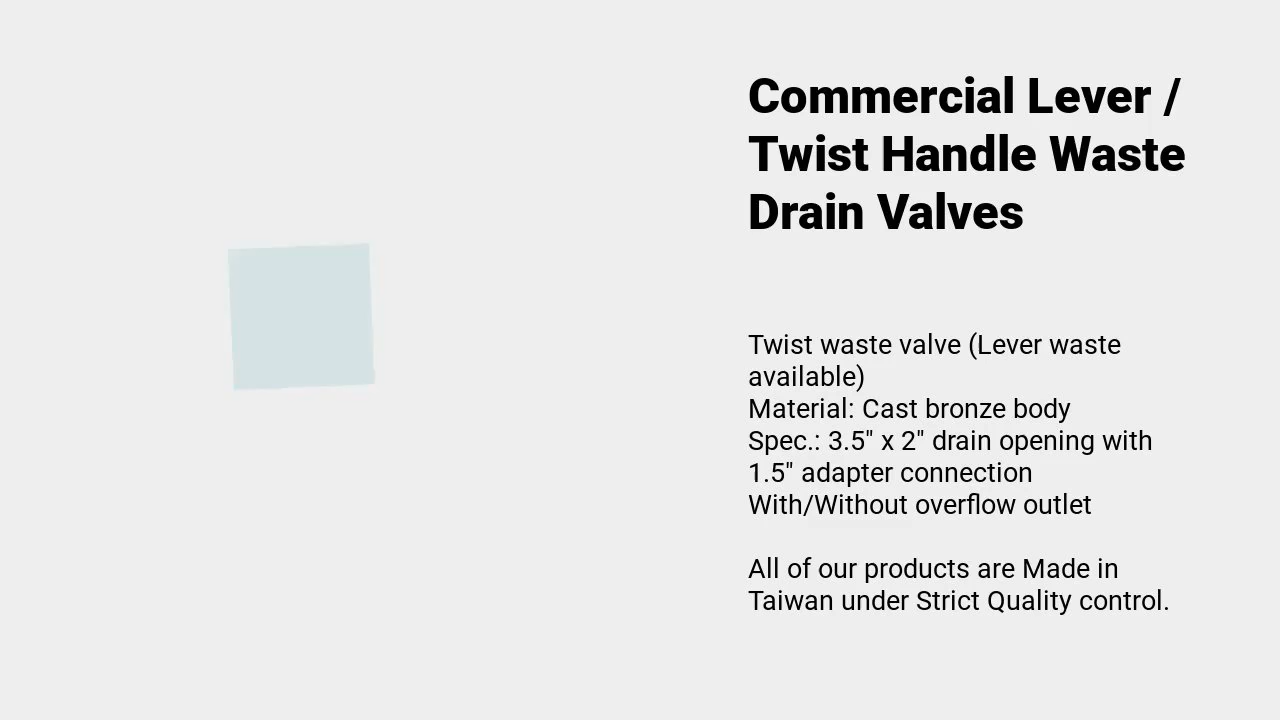 Commercial Lever /
Twist Handle Waste
Drain Valves
Twist waste valve (Lever waste
available)
Material: Cast bronze body
Spec.: 3.5" x 2" drain opening with
1.5" adapter connection
With/Without overflow outlet
All of our products are Made in
Taiwan under Strict Quality control.